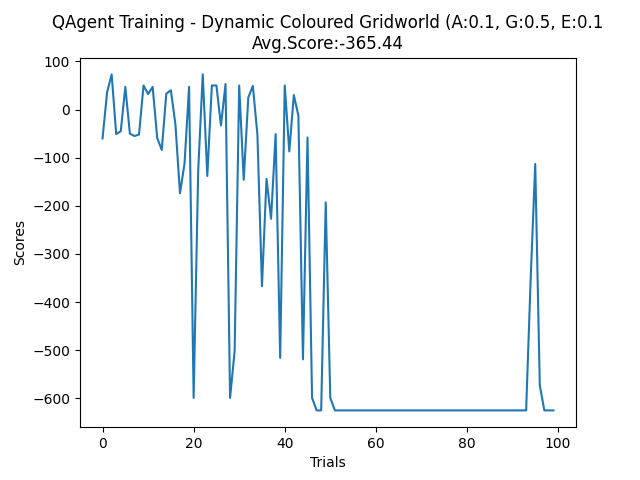 QAgent Training - Dynamic Coloured Gridworld (A:0.1, G:0.5, E:0.1
Avg.Score:-365.44
100
0
−100
−200
−300
−400
−500
−600
Scores
0 20 40 60 80 100
Trials